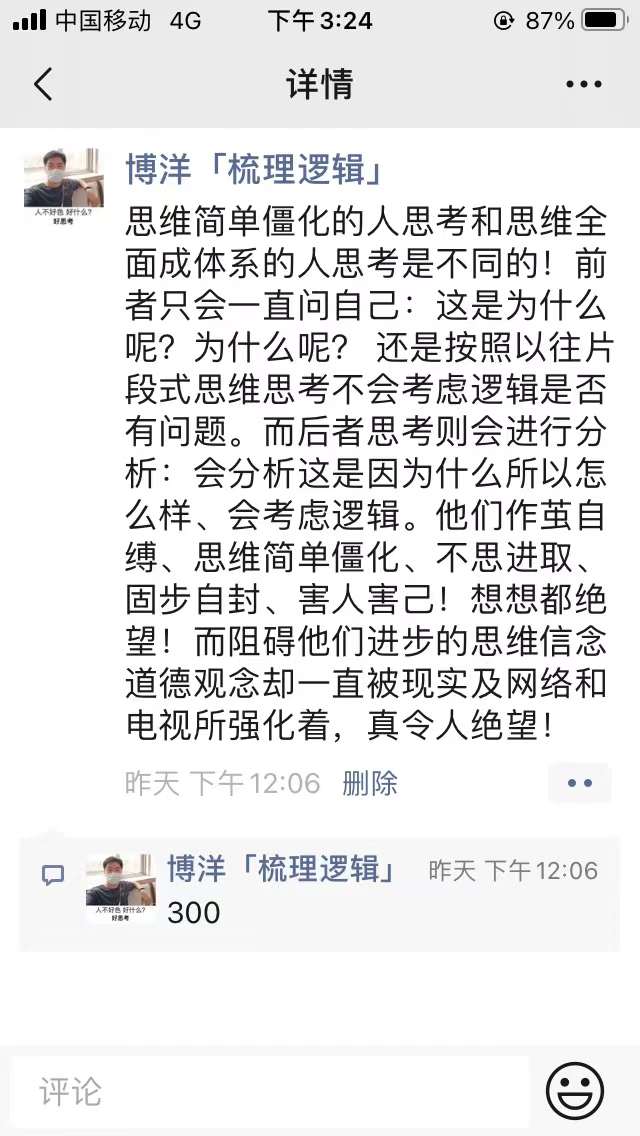 中国移动 4G 下午 3:24 87%
详情
博洋「梳理逻辑」
人不好色 好什么?
好思考
思维简单僵化的人思考和思维全
面成体系的人思考是不同的！前
者只会一直问自己：这是为什么
呢？为什么呢？ 还是按照以往片
段式思维思考不会考虑逻辑是否
有问题。而后者思考则会进行分
析：会分析这是因为什么所以怎
么样、会考虑逻辑。他们作茧自
缚、思维简单僵化、不思进取、
固步自封、害人害己！想想都绝
望！而阻碍他们进步的思维信念
道德观念却一直被现实及网络和
电视所强化着，真令人绝望！
昨天 下午12:06 删除
博洋「梳理逻辑」 昨天 下午12:06
人不好色 好什么?
好思考
300
评论